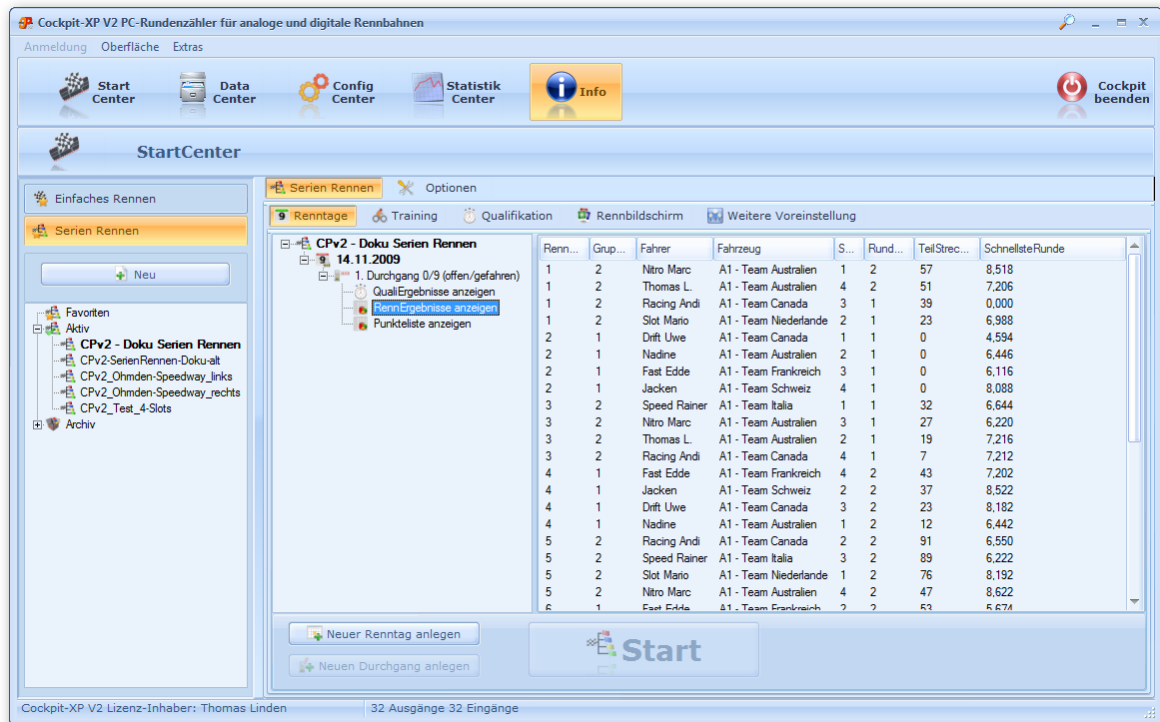 Cockpit-XP V2 PC-Rundenzähler für analoge und digitale Rennbahnen
Anmeldung Oberfläche Extras
Start Center
Data Center
Config Center
Statistik Center
Info
Cockpit beenden
StartCenter
Einfaches Rennen
Serien Rennen
Neu
Favoriten
Aktiv
CPv2 - Doku Serien Rennen
CPv2-SerienRennen-Doku-alt
CPv2_Ohmden-Speedway_links
CPv2_Ohmden-Speedway_rechts
CPv2_Test_4-Slots
Archiv
Serien Rennen Optionen
9 Renntage Training Qualifikation Rennbildschirm Weitere Voreinstellung
CPv2 - Doku Serien Rennen
9 14.11.2009
1. Durchgang 0/9 (offen/gefahren)
QualiErgebnisse anzeigen
RennErgebnisse anzeigen
Punkteliste anzeigen
Renn... Grup... Fahrer Fahrzeug S... Rund... TeilStrec... SchnellsteRunde
1 2 Nitro Marc A1 - Team Australien 1 2 57 8,518
1 2 Thomas L. A1 - Team Australien 4 2 51 7,206
1 2 Racing Andi A1 - Team Canada 3 1 39 0,000
1 2 Slot Mario A1 - Team Niederlande 2 1 23 6,988
2 1 Drift Uwe A1 - Team Canada 1 1 0 4,594
2 1 Nadine A1 - Team Australien 2 1 0 6,446
2 1 Fast Edde A1 - Team Frankreich 3 1 0 6,116
2 1 Jacken A1 - Team Schweiz 4 1 0 8,088
3 2 Speed Rainer A1 - Team Italia 1 1 32 6,644
3 2 Nitro Marc A1 - Team Australien 3 1 27 6,220
3 2 Thomas L. A1 - Team Australien 2 1 19 7,216
3 2 Racing Andi A1 - Team Canada 4 1 7 7,212
4 1 Fast Edde A1 - Team Frankreich 4 2 43 7,202
4 1 Jacken A1 - Team Schweiz 2 2 37 8,522
4 1 Drift Uwe A1 - Team Canada 3 2 23 8,182
4 1 Nadine A1 - Team Australien 1 2 12 6,442
5 2 Racing Andi A1 - Team Canada 2 2 91 6,550
5 2 Speed Rainer A1 - Team Italia 3 2 89 6,222
5 2 Slot Mario A1 - Team Niederlande 1 2 76 8,192
5 2 Nitro Marc A1 - Team Australien 4 2 47 8,622
6 1 Fast Edde A1 - Team Frankreich 2 2 53 5,674
Neuer Renntag anlegen
Neuen Durchgang anlegen
Start
Cockpit-XP V2 Lizenz-Inhaber: Thomas Linden 32 Ausgänge 32 Eingänge